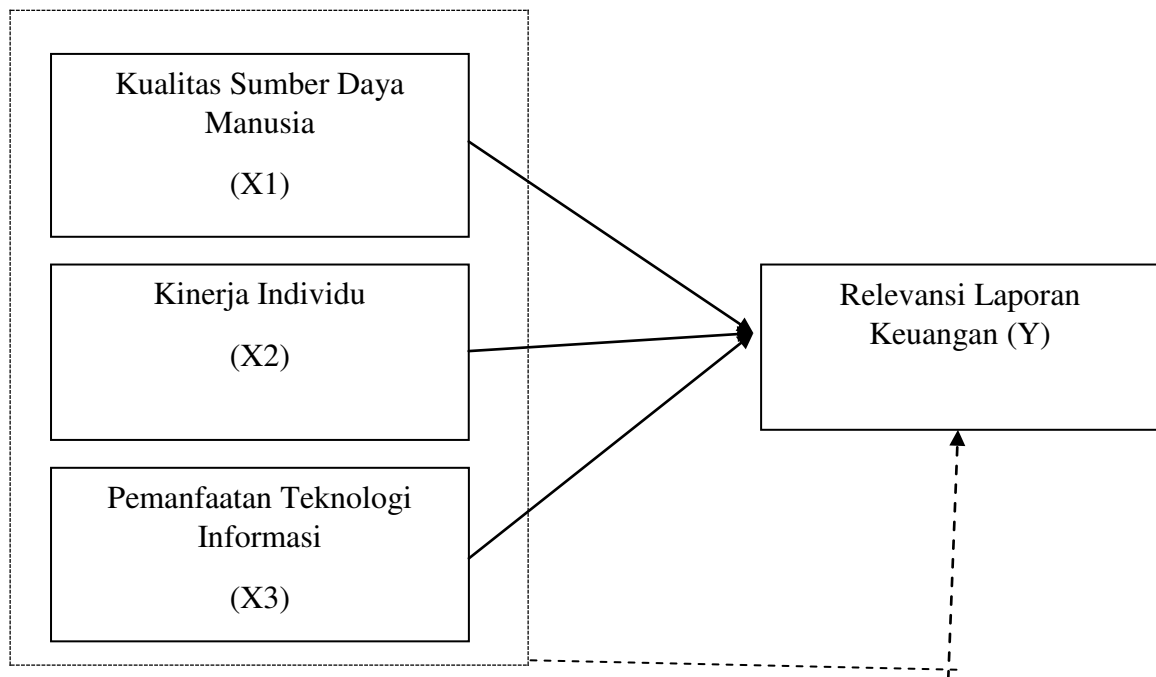 Kualitas Sumber Daya
Manusia
(X1)
Kinerja Individu
(X2)
Pemanfaatan Teknologi
Informasi
(X3)
Relevansi Laporan
Keuangan (Y)